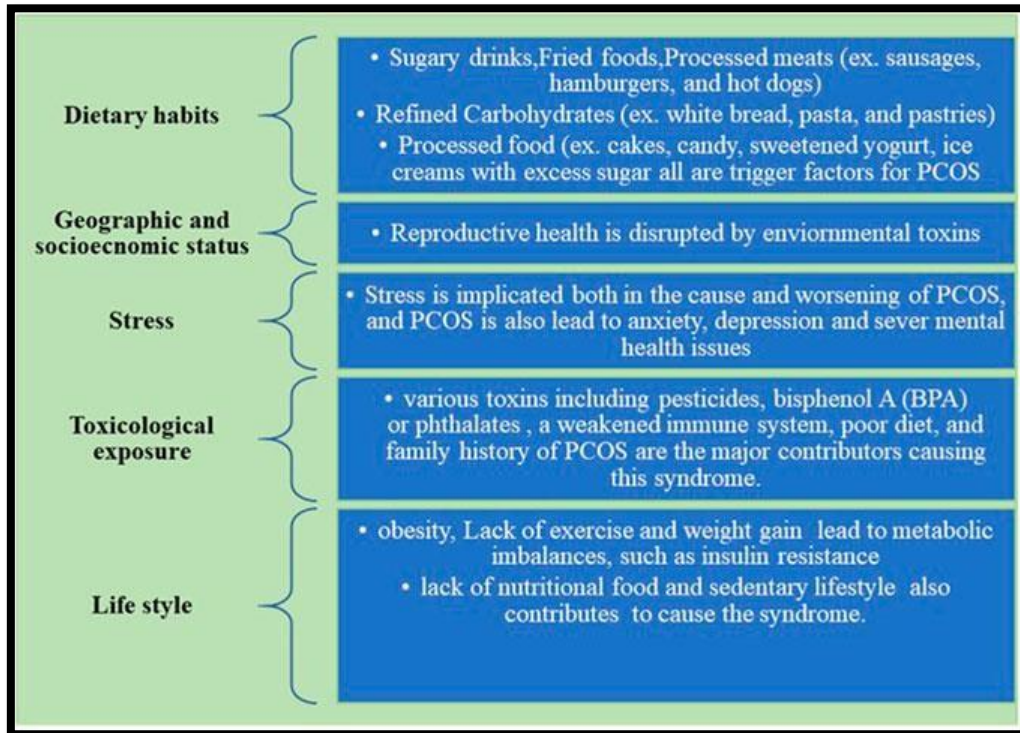 Dietary habits
• Sugary drinks,Fried foods,Processed meats (ex. sausages,
hamburgers, and hot dogs)
• Refined Carbohydrates (ex. white bread, pasta, and pastries)
• Processed food (ex. cakes, candy, sweetened yogurt, ice
creams with excess sugar all are trigger factors for PCOS
Geographic and
socioecnomic status
• Reproductive health is disrupted by enviornmental toxins
Stress
• Stress is implicated both in the cause and worsening of PCOS,
and PCOS is also lead to anxiety, depression and sever mental
health issues
Toxicological
exposure
• various toxins including pesticides, bisphenol A (BPA)
or phthalates , a weakened immune system, poor diet, and
family history of PCOS are the major contributors causing
this syndrome.
Life style
• obesity, Lack of exercise and weight gain lead to metabolic
imbalances, such as insulin resistance
• lack of nutritional food and sedentary lifestyle also
contributes to cause the syndrome.